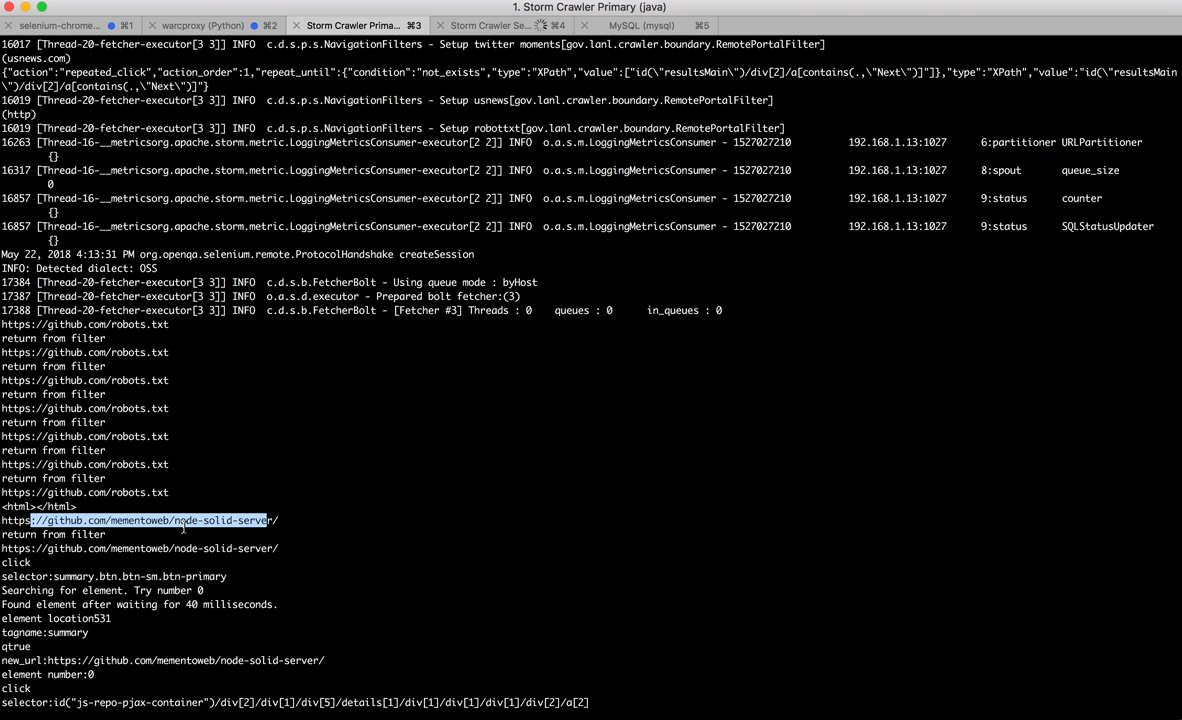 1. Storm Crawler Primary (java)
selenium-chrome... ⌘1 warcproxy (Python) ⌘2 Storm Crawler Prima... ⌘3 Storm Crawler Se... ⌘4 MySQL (mysql) ⌘5
16017 [Thread-20-fetcher-executor[3 3]] INFO  c.d.s.p.s.NavigationFilters - Setup twitter moments[gov.lanl.crawler.boundary.RemotePortalFilter]
(usnews.com)
{"action":"repeated_click","action_order":1,"repeat_until":{"condition":"not_exists","type":"XPath","value":["id(\"resultsMain\")/div[2]/a[contains(.,\"Next\")]"]},"type":"XPath","value":"id(\"resultsMain
\")/div[2]/a[contains(.,\"Next\")]"}
16019 [Thread-20-fetcher-executor[3 3]] INFO  c.d.s.p.s.NavigationFilters - Setup usnews[gov.lanl.crawler.boundary.RemotePortalFilter]
(http)
16019 [Thread-20-fetcher-executor[3 3]] INFO  c.d.s.p.s.NavigationFilters - Setup robottxt[gov.lanl.crawler.boundary.RemotePortalFilter]
16263 [Thread-16-__metricsorg.apache.storm.metric.LoggingMetricsConsumer-executor[2 2]] INFO  o.a.s.m.LoggingMetricsConsumer - 1527027210 192.168.1.13:1027 6:partitioner URLPartitioner
{}
16317 [Thread-16-__metricsorg.apache.storm.metric.LoggingMetricsConsumer-executor[2 2]] INFO  o.a.s.m.LoggingMetricsConsumer - 1527027210 192.168.1.13:1027 8:spout queue_size
0
16857 [Thread-16-__metricsorg.apache.storm.metric.LoggingMetricsConsumer-executor[2 2]] INFO  o.a.s.m.LoggingMetricsConsumer - 1527027210 192.168.1.13:1027 9:status counter
{}
16857 [Thread-16-__metricsorg.apache.storm.metric.LoggingMetricsConsumer-executor[2 2]] INFO  o.a.s.m.LoggingMetricsConsumer - 1527027210 192.168.1.13:1027 9:status SQLStatusUpdater
{}
May 22, 2018 4:13:31 PM org.openqa.selenium.remote.ProtocolHandshake createSession
INFO: Detected dialect: OSS
17384 [Thread-20-fetcher-executor[3 3]] INFO  c.d.s.b.FetcherBolt - Using queue mode : byHost
17387 [Thread-20-fetcher-executor[3 3]] INFO  o.a.s.d.executor - Prepared bolt fetcher:(3)
17388 [Thread-20-fetcher-executor[3 3]] INFO  c.d.s.b.FetcherBolt - [Fetcher #3] Threads : 0 queues : 0 in_queues : 0
https://github.com/robots.txt
return from filter
https://github.com/robots.txt
return from filter
https://github.com/robots.txt
return from filter
https://github.com/robots.txt
return from filter
https://github.com/robots.txt
return from filter
https://github.com/robots.txt
return from filter
https://github.com/robots.txt
<html></html>
https://github.com/mementoweb/node-solid-server/
return from filter
https://github.com/mementoweb/node-solid-server/
click
selector:summary.btn.btn-sm.btn-primary
Searching for element. Try number 0
Found element after waiting for 40 milliseconds.
element location531
tagname:summary
qtrue
new_url:https://github.com/mementoweb/node-solid-server/
element number:0
click
selector:id("js-repo-pjax-container")/div[2]/div[1]/div[5]/details[1]/div[1]/div[1]/div[1]/div[2]/a[2]